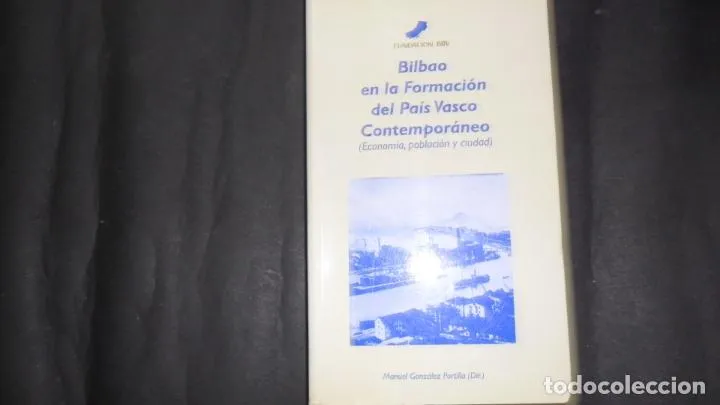 FUNDACION BBV
Bilbao
en la Formación
del País Vasco
Contemporáneo
(Economía, población y ciudad)
Manuel González Portilla (Dir.)
todocoleccion